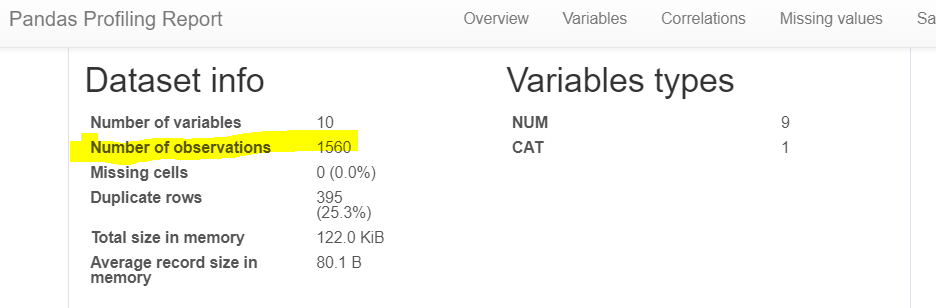 Pandas Profiling Report Overview Variables Correlations Missing values Sa
Dataset info
Number of variables 10
Number of observations 1560
Missing cells 0 (0.0%)
Duplicate rows 395
(25.3%)
Total size in memory 122.0 KiB
Average record size in 80.1 B
memory
Variables types
NUM 9
CAT 1